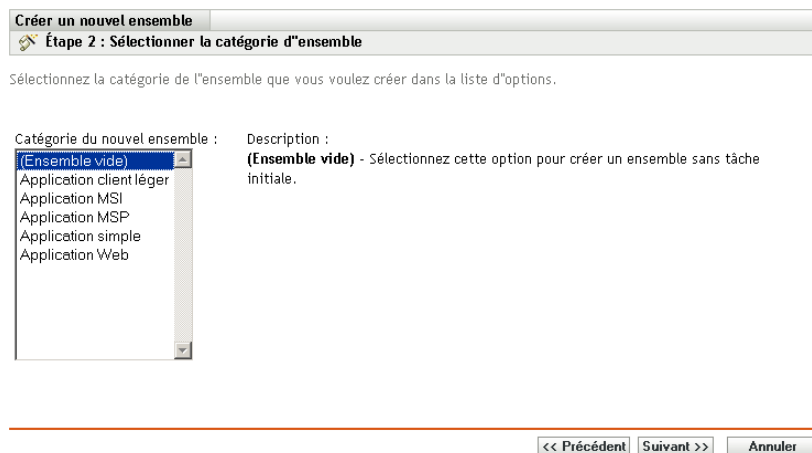 Créer un nouvel ensemble
Étape 2 : Sélectionner la catégorie d"ensemble
Sélectionnez la catégorie de l"ensemble que vous voulez créer dans la liste d"options.
Catégorie du nouvel ensemble :
(Ensemble vide)
Application client léger
Application MSI
Application MSP
Application simple
Application Web
Description :
(Ensemble vide) - Sélectionnez cette option pour créer un ensemble sans tâche
initiale.
<< Précédent Suivant >> Annuler